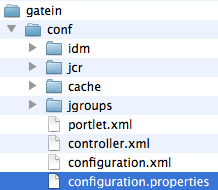 gatein
conf
idm
jcr
cache
jgroups
portlet.xml
controller.xml
configuration.xml
configuration.properties